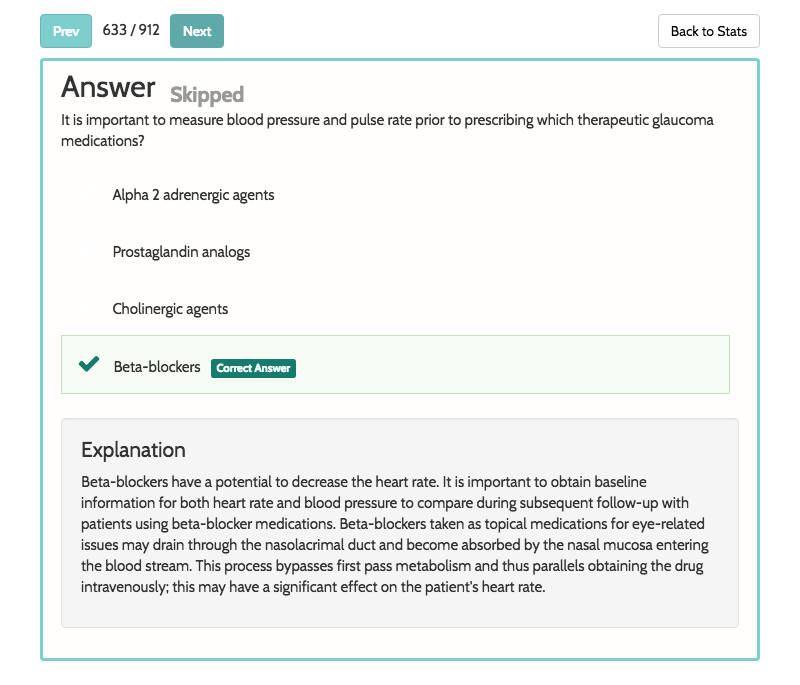 Prev 633 / 912 Next Back to Stats
Answer Skipped
It is important to measure blood pressure and pulse rate prior to prescribing which therapeutic glaucoma
medications?
Alpha 2 adrenergic agents
Prostaglandin analogs
Cholinergic agents
Beta-blockers Correct Answer
Explanation
Beta-blockers have a potential to decrease the heart rate. It is important to obtain baseline
information for both heart rate and blood pressure to compare during subsequent follow-up with
patients using beta-blocker medications. Beta-blockers taken as topical medications for eye-related
issues may drain through the nasolacrimal duct and become absorbed by the nasal mucosa entering
the blood stream. This process bypasses first pass metabolism and thus parallels obtaining the drug
intravenously; this may have a significant effect on the patient's heart rate.